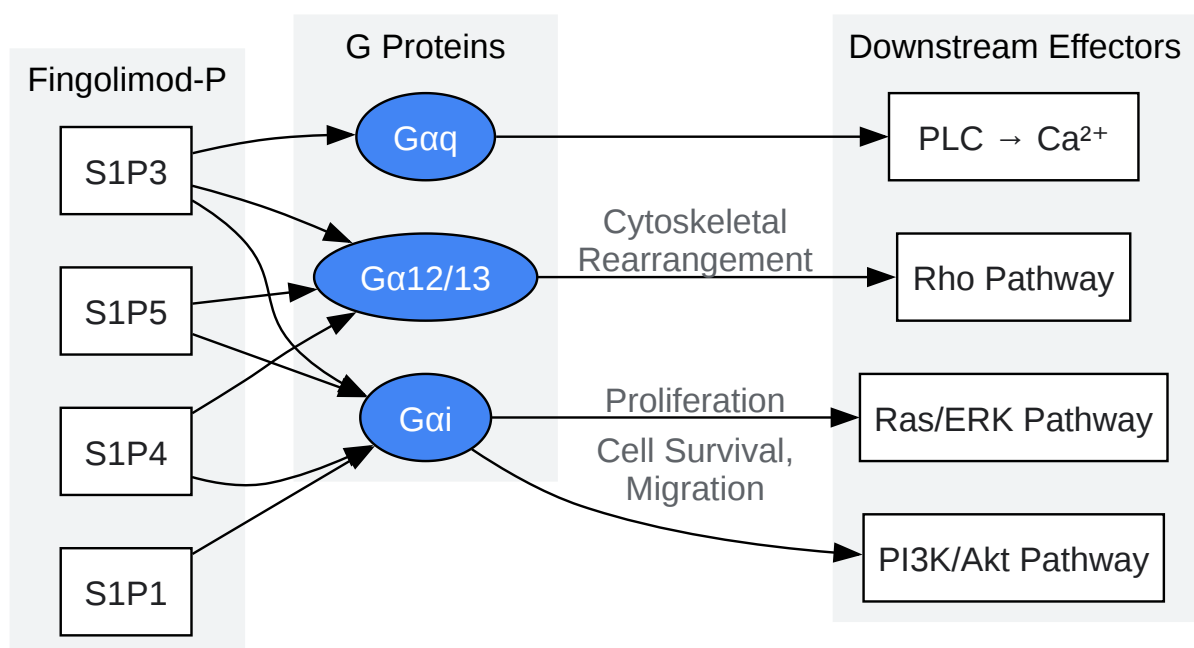 Fingolimod-P
S1P3
S1P5
S1P4
S1P1
G Proteins
Gαq
Gα12/13
Gαi
Cytoskeletal
Rearrangement
Proliferation
Cell Survival,
Migration
Downstream Effectors
PLC → Ca²⁺
Rho Pathway
Ras/ERK Pathway
PI3K/Akt Pathway